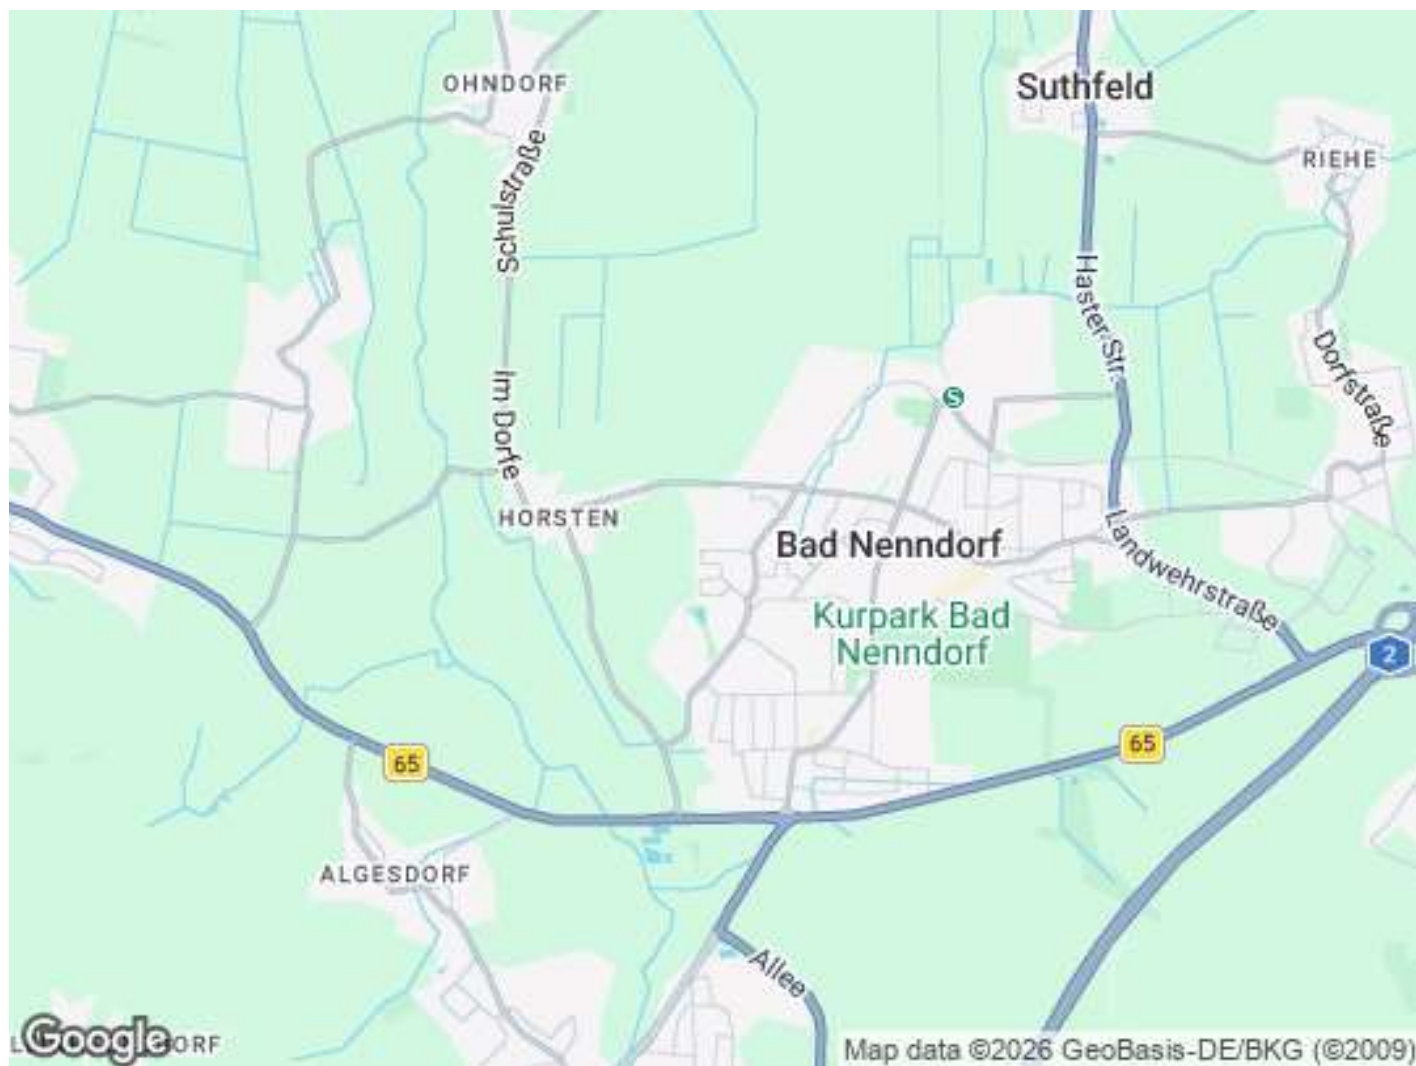 OHNDORF
Suthfeld
RIEHE
Schulstraße
Haster Str.
Dorfstraße
Im Dorfe
S
HORSTEN
Bad Nenndorf
Landwehrstraße
Kurpark Bad
Nenndorf
2
65
65
ALGESDORF
Allee
Google
Map data ©2026 GeoBasis-DE/BKG (©2009)